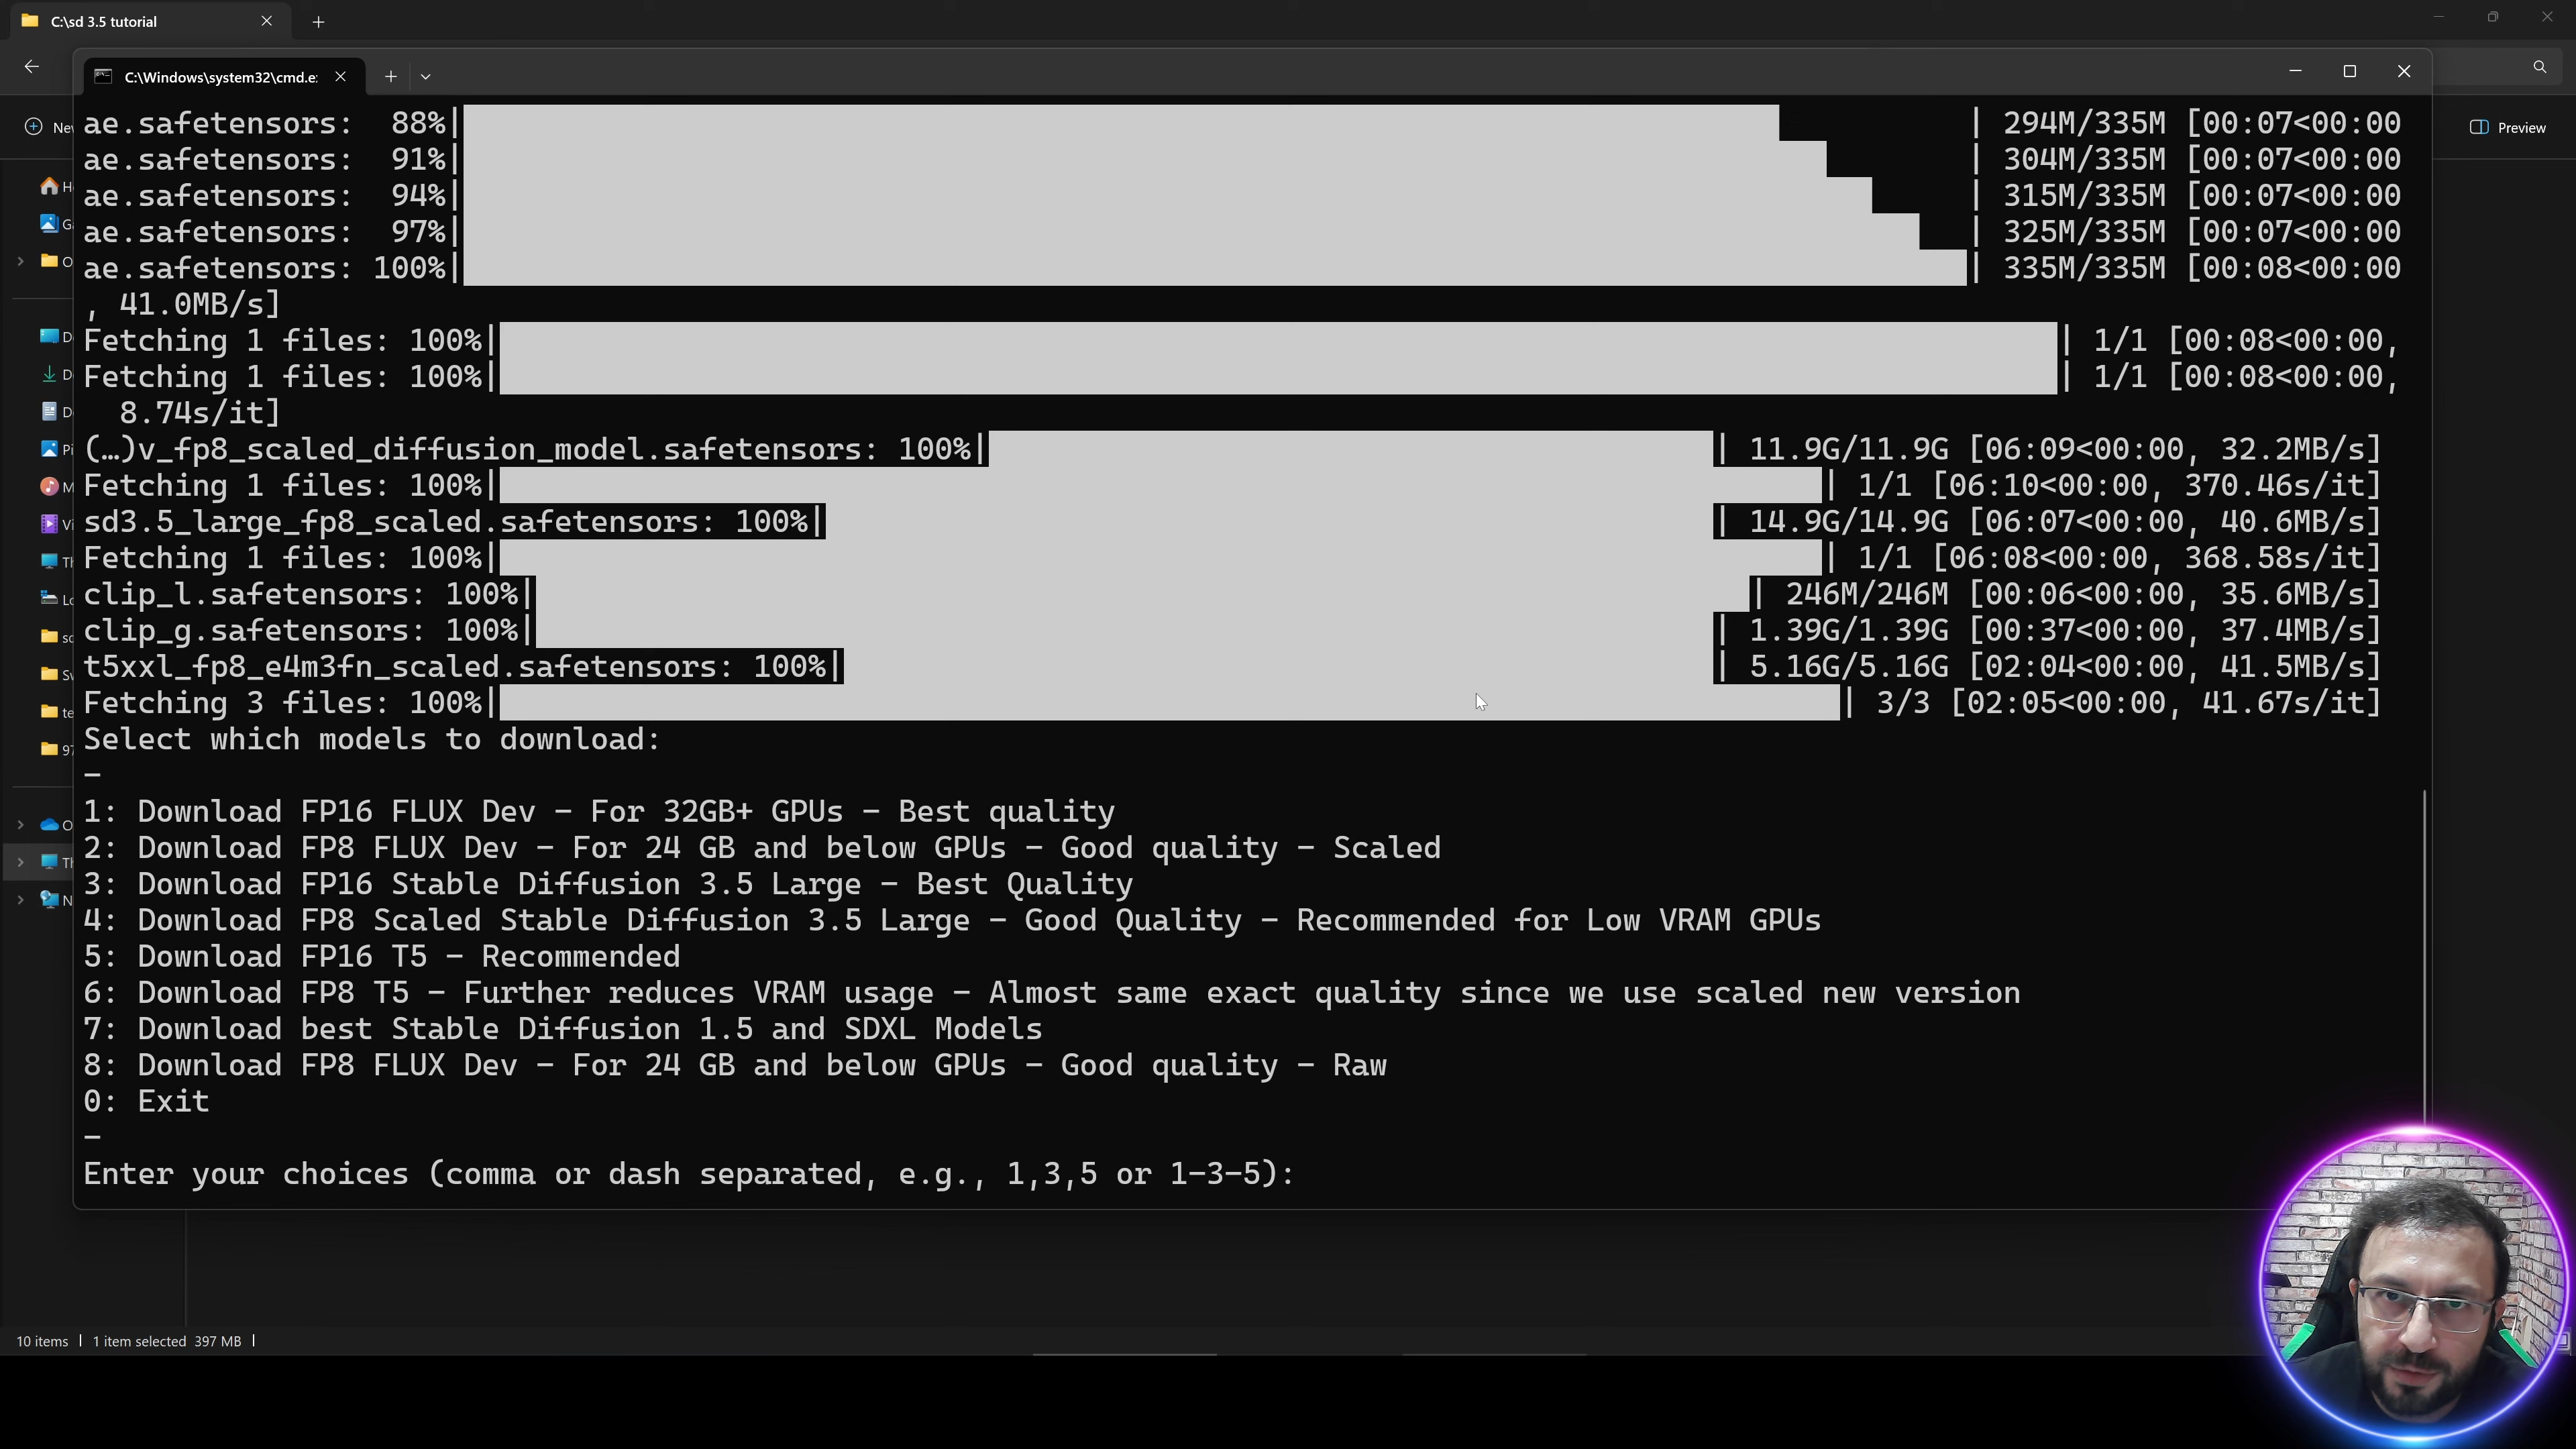 C:\sd 3.5 tutorial
C:\Windows\system32\cmd.e:
Preview
ae.safetensors:  88%| | 294M/335M [00:07<00:00
ae.safetensors:  91%| | 304M/335M [00:07<00:00
ae.safetensors:  94%| | 315M/335M [00:07<00:00
ae.safetensors:  97%| | 325M/335M [00:07<00:00
ae.safetensors: 100%| | 335M/335M [00:08<00:00
, 41.0MB/s]
Fetching 1 files: 100%| | 1/1 [00:08<00:00,
Fetching 1 files: 100%| | 1/1 [00:08<00:00,
8.74s/it]
(…)v_fp8_scaled_diffusion_model.safetensors: 100%| | 11.9G/11.9G [06:09<00:00, 32.2MB/s]
Fetching 1 files: 100%| | 1/1 [06:10<00:00, 370.46s/it]
sd3.5_large_fp8_scaled.safetensors: 100%| | 14.9G/14.9G [06:07<00:00, 40.6MB/s]
Fetching 1 files: 100%| | 1/1 [06:08<00:00, 368.58s/it]
clip_l.safetensors: 100%| | 246M/246M [00:06<00:00, 35.6MB/s]
clip_g.safetensors: 100%| | 1.39G/1.39G [00:37<00:00, 37.4MB/s]
t5xxl_fp8_e4m3fn_scaled.safetensors: 100%| | 5.16G/5.16G [02:04<00:00, 41.5MB/s]
Fetching 3 files: 100%| | 3/3 [02:05<00:00, 41.67s/it]
Select which models to download:
-
1: Download FP16 FLUX Dev - For 32GB+ GPUs - Best quality
2: Download FP8 FLUX Dev - For 24 GB and below GPUs - Good quality - Scaled
3: Download FP16 Stable Diffusion 3.5 Large - Best Quality
4: Download FP8 Scaled Stable Diffusion 3.5 Large - Good Quality - Recommended for Low VRAM GPUs
5: Download FP16 T5 - Recommended
6: Download FP8 T5 - Further reduces VRAM usage - Almost same exact quality since we use scaled new version
7: Download best Stable Diffusion 1.5 and SDXL Models
8: Download FP8 FLUX Dev - For 24 GB and below GPUs - Good quality - Raw
0: Exit
-
Enter your choices (comma or dash separated, e.g., 1,3,5 or 1-3-5):
10 items | 1 item selected 397 MB |